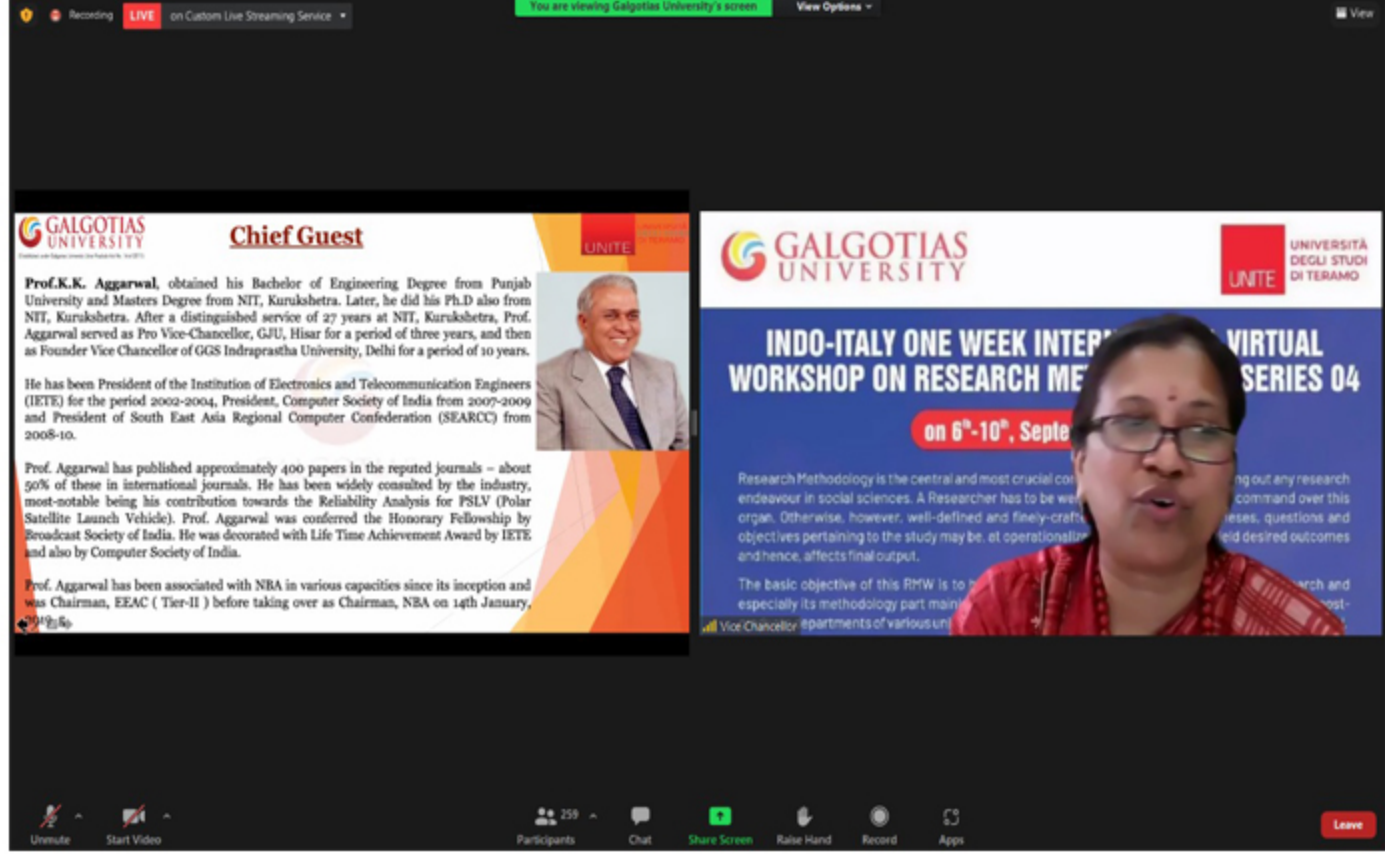 Recording LIVE on Custom Live Streaming Service
You are viewing Galgotias University's screen View Options
View
GALGOTIAS
UNIVERSITY
Chief Guest
UNITE
Prof.K.K. Aggarwal, obtained his Bachelor of Engineering Degree from Punjab
University and Masters Degree from NIT, Kurukshetra. Later, he did his Ph.D also from
NIT, Kurukshetra. After a distinguished service of 27 years at NIT, Kurukshetra, Prof.
Aggarwal served as Pro Vice-Chancellor, GJU, Hisar for a period of three years, and then
as Founder Vice Chancellor of GGS Indraprastha University, Delhi for a period of 10 years.
He has been President of the Institution of Electronics and Telecommunication Engineers
(IETE) for the period 2002-2004, President, Computer Society of India from 2007-2009
and President of South East Asia Regional Computer Confederation (SEARCC) from
2008-10.
Prof. Aggarwal has published approximately 400 papers in the reputed journals – about
50% of these in international journals. He has been widely consulted by the industry,
most-notable being his contribution towards the Reliability Analysis for PSLV (Polar
Satellite Launch Vehicle). Prof. Aggarwal was conferred the Honorary Fellowship by
Broadcast Society of India. He was decorated with Life Time Achievement Award by IETE
and also by Computer Society of India.
Prof. Aggarwal has been associated with NBA in various capacities since its inception and
was Chairman, EEAC ( Tier-II ) before taking over as Chairman, NBA on 14th January,
GALGOTIAS
UNIVERSITY
UNITE
UNIVERSITÀ
DEGLI STUDI
DI TERAMO
INDO-ITALY ONE WEEK INTER VIRTUAL
WORKSHOP ON RESEARCH ME SERIES 04
on 6th-10th, Septe
Research Methodology is the central and most crucial co ng out any research
endeavour in social sciences. A Researcher has to be we command over this
organ. Otherwise, however, well-defined and finely-craft eses, questions and
objectives pertaining to the study may be, at operationaliz eld desired outcomes
and hence, affects final output.
The basic objective of this RMW is to h arch and
especially its methodology part main ost-
Vice Chancellor epartments of various uni
Unmute Start Video 259 Participants Chat Share Screen Raise Hand Record Apps Leave